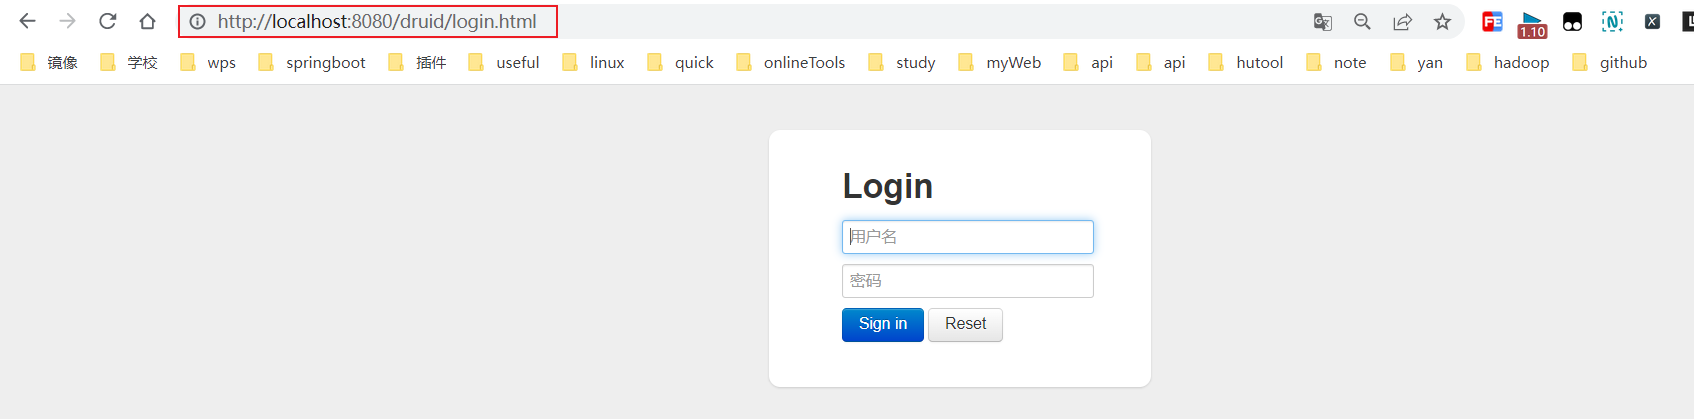 http://localhost:8080/druid/login.html
1.10
镜像 学校 wps springboot 插件 useful linux quick onlineTools study myWeb api api hutool note yan hadoop github
Login
用户名
密码
Sign in Reset